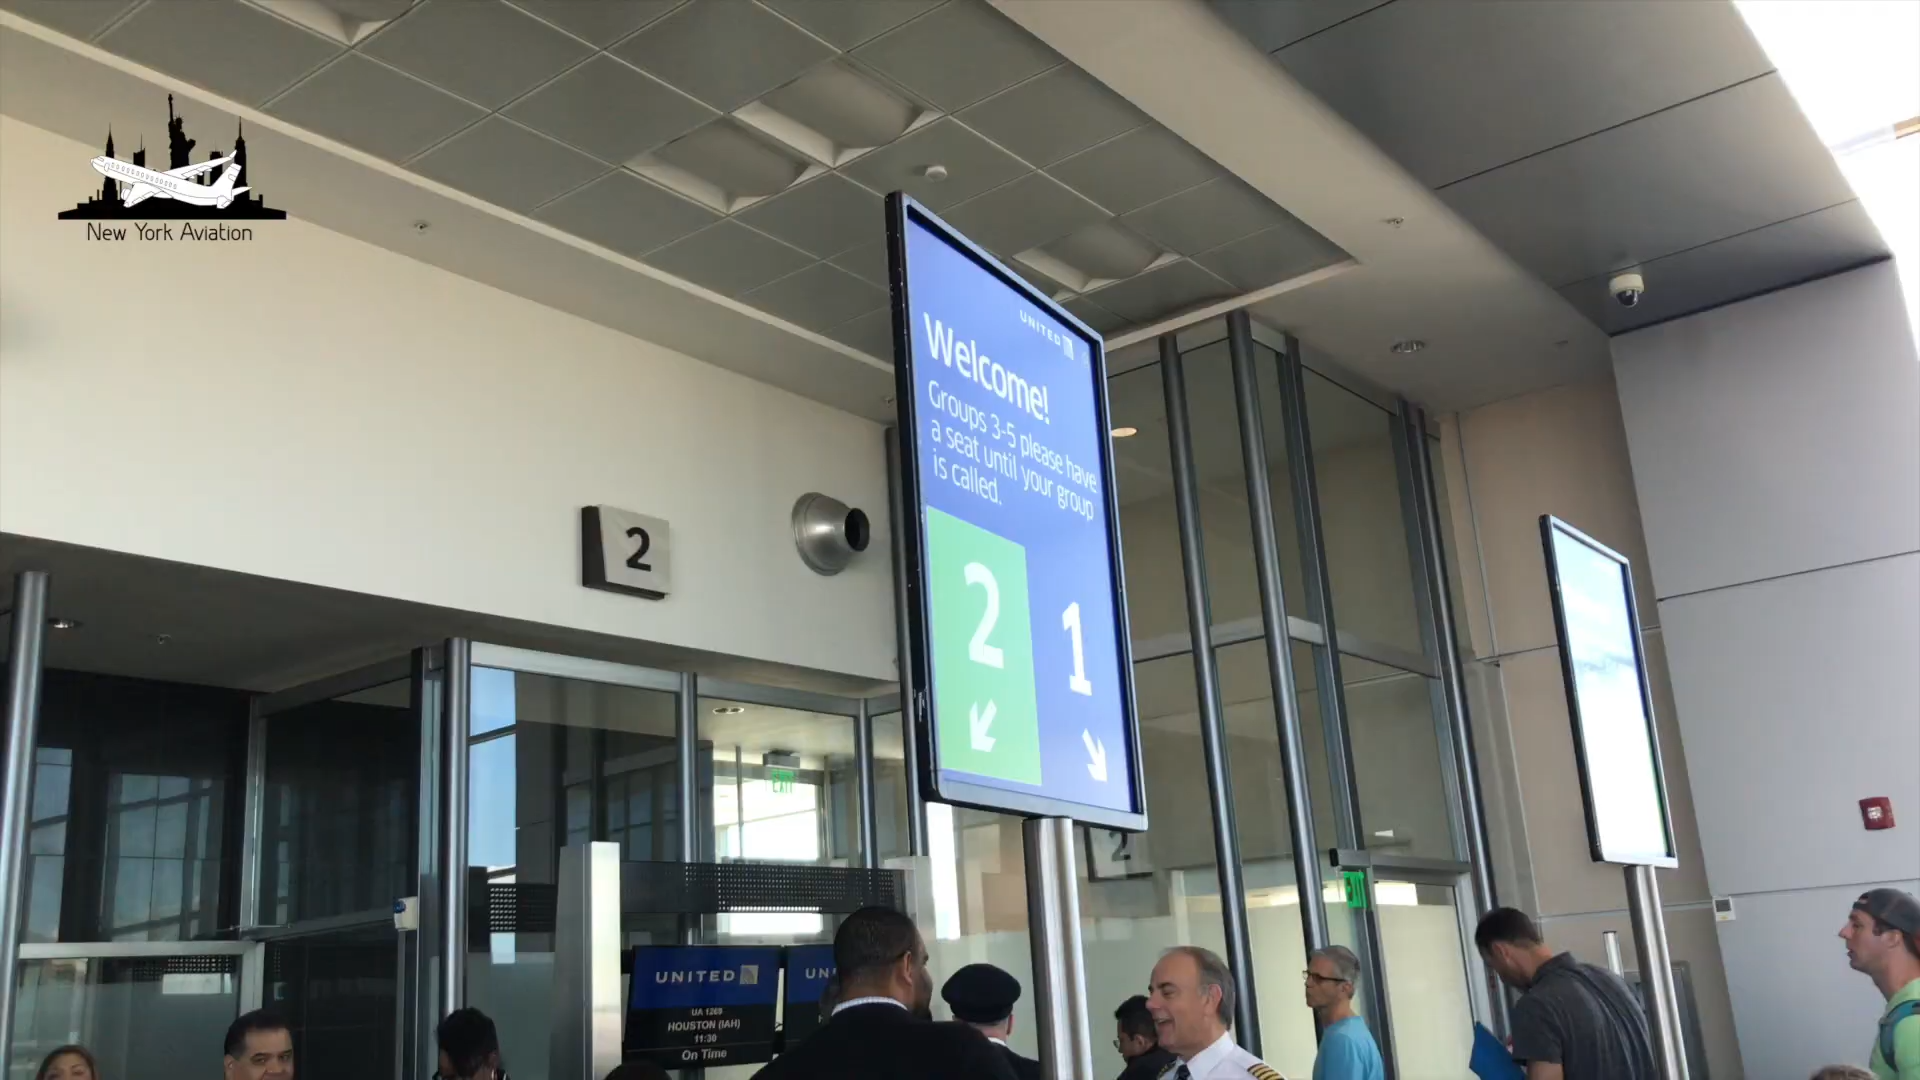 New York Aviation
UNITED
Welcome!
Groups 3-5 please have
a seat until your group
is called.
2
1
2
2
EXIT
EXIT
UNITED
UA 1269
HOUSTON (IAH)
11:30
On Time